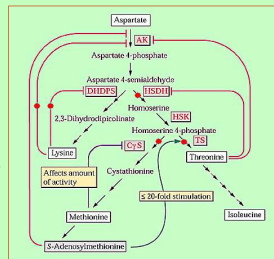 Aspartate
AK
Aspartate 4-phosphate
Aspartate 4-semialdehyde
DHDPS
HSDH
Homoserine
2,3-Dihydrodipicolinate
HSK
Homoserine 4-phosphate
CγS
TS
Lysine
Threonine
Affects amount
of activity
Cystathionine
≤ 20-fold stimulation
Methionine
Isoleucine
S-Adenosylmethionine